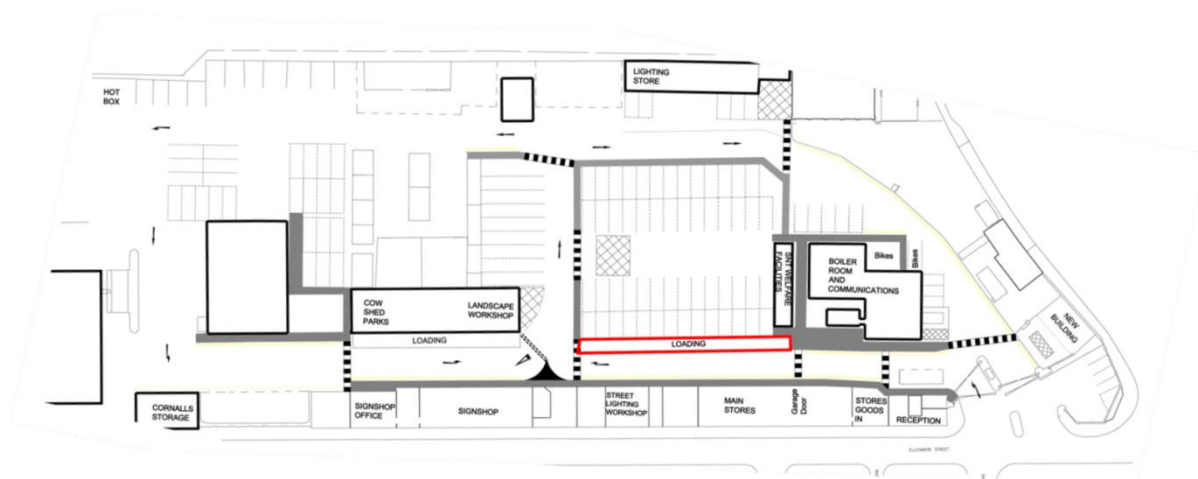 LIGHTING
STORE
HOT
BOX
SNT WELFARE
FACILITIES
BOILER
ROOM
AND
COMMUNICATIONS
Bikes
Bikes
COW
SHED
PARKS
LANDSCAPE
WORKSHOP
NEW
BUILDING
LOADING
LOADING
CORNALLS
STORAGE
SIGNSHOP
OFFICE
SIGNSHOP
STREET
LIGHTING
WORKSHOP
MAIN
STORES
Garage
Door
STORES
GOODS
IN
RECEPTION
ELLESMERE STREET